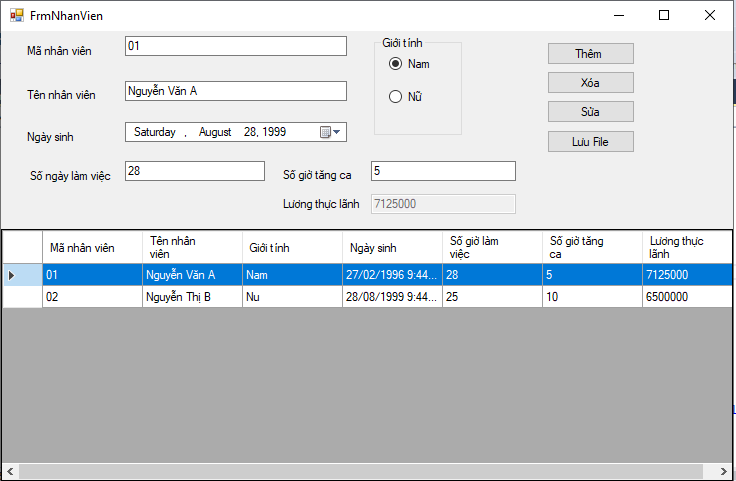 FrmNhanVien
Mã nhân viên 01
Giới tính
Nam
Nữ
Thêm
Xóa
Sửa
Lưu File
Tên nhân viên Nguyễn Văn A
Ngày sinh Saturday , August 28, 1999
Số ngày làm việc 28
Số giờ tăng ca 5
Lương thực lãnh 7125000
Mã nhân viên Tên nhân viên Giới tính Ngày sinh Số giờ làm việc Số giờ tăng ca Lương thực lãnh
01 Nguyễn Văn A Nam 27/02/1996 9:44... 28 5 7125000
02 Nguyễn Thị B Nu 28/08/1999 9:44... 25 10 6500000